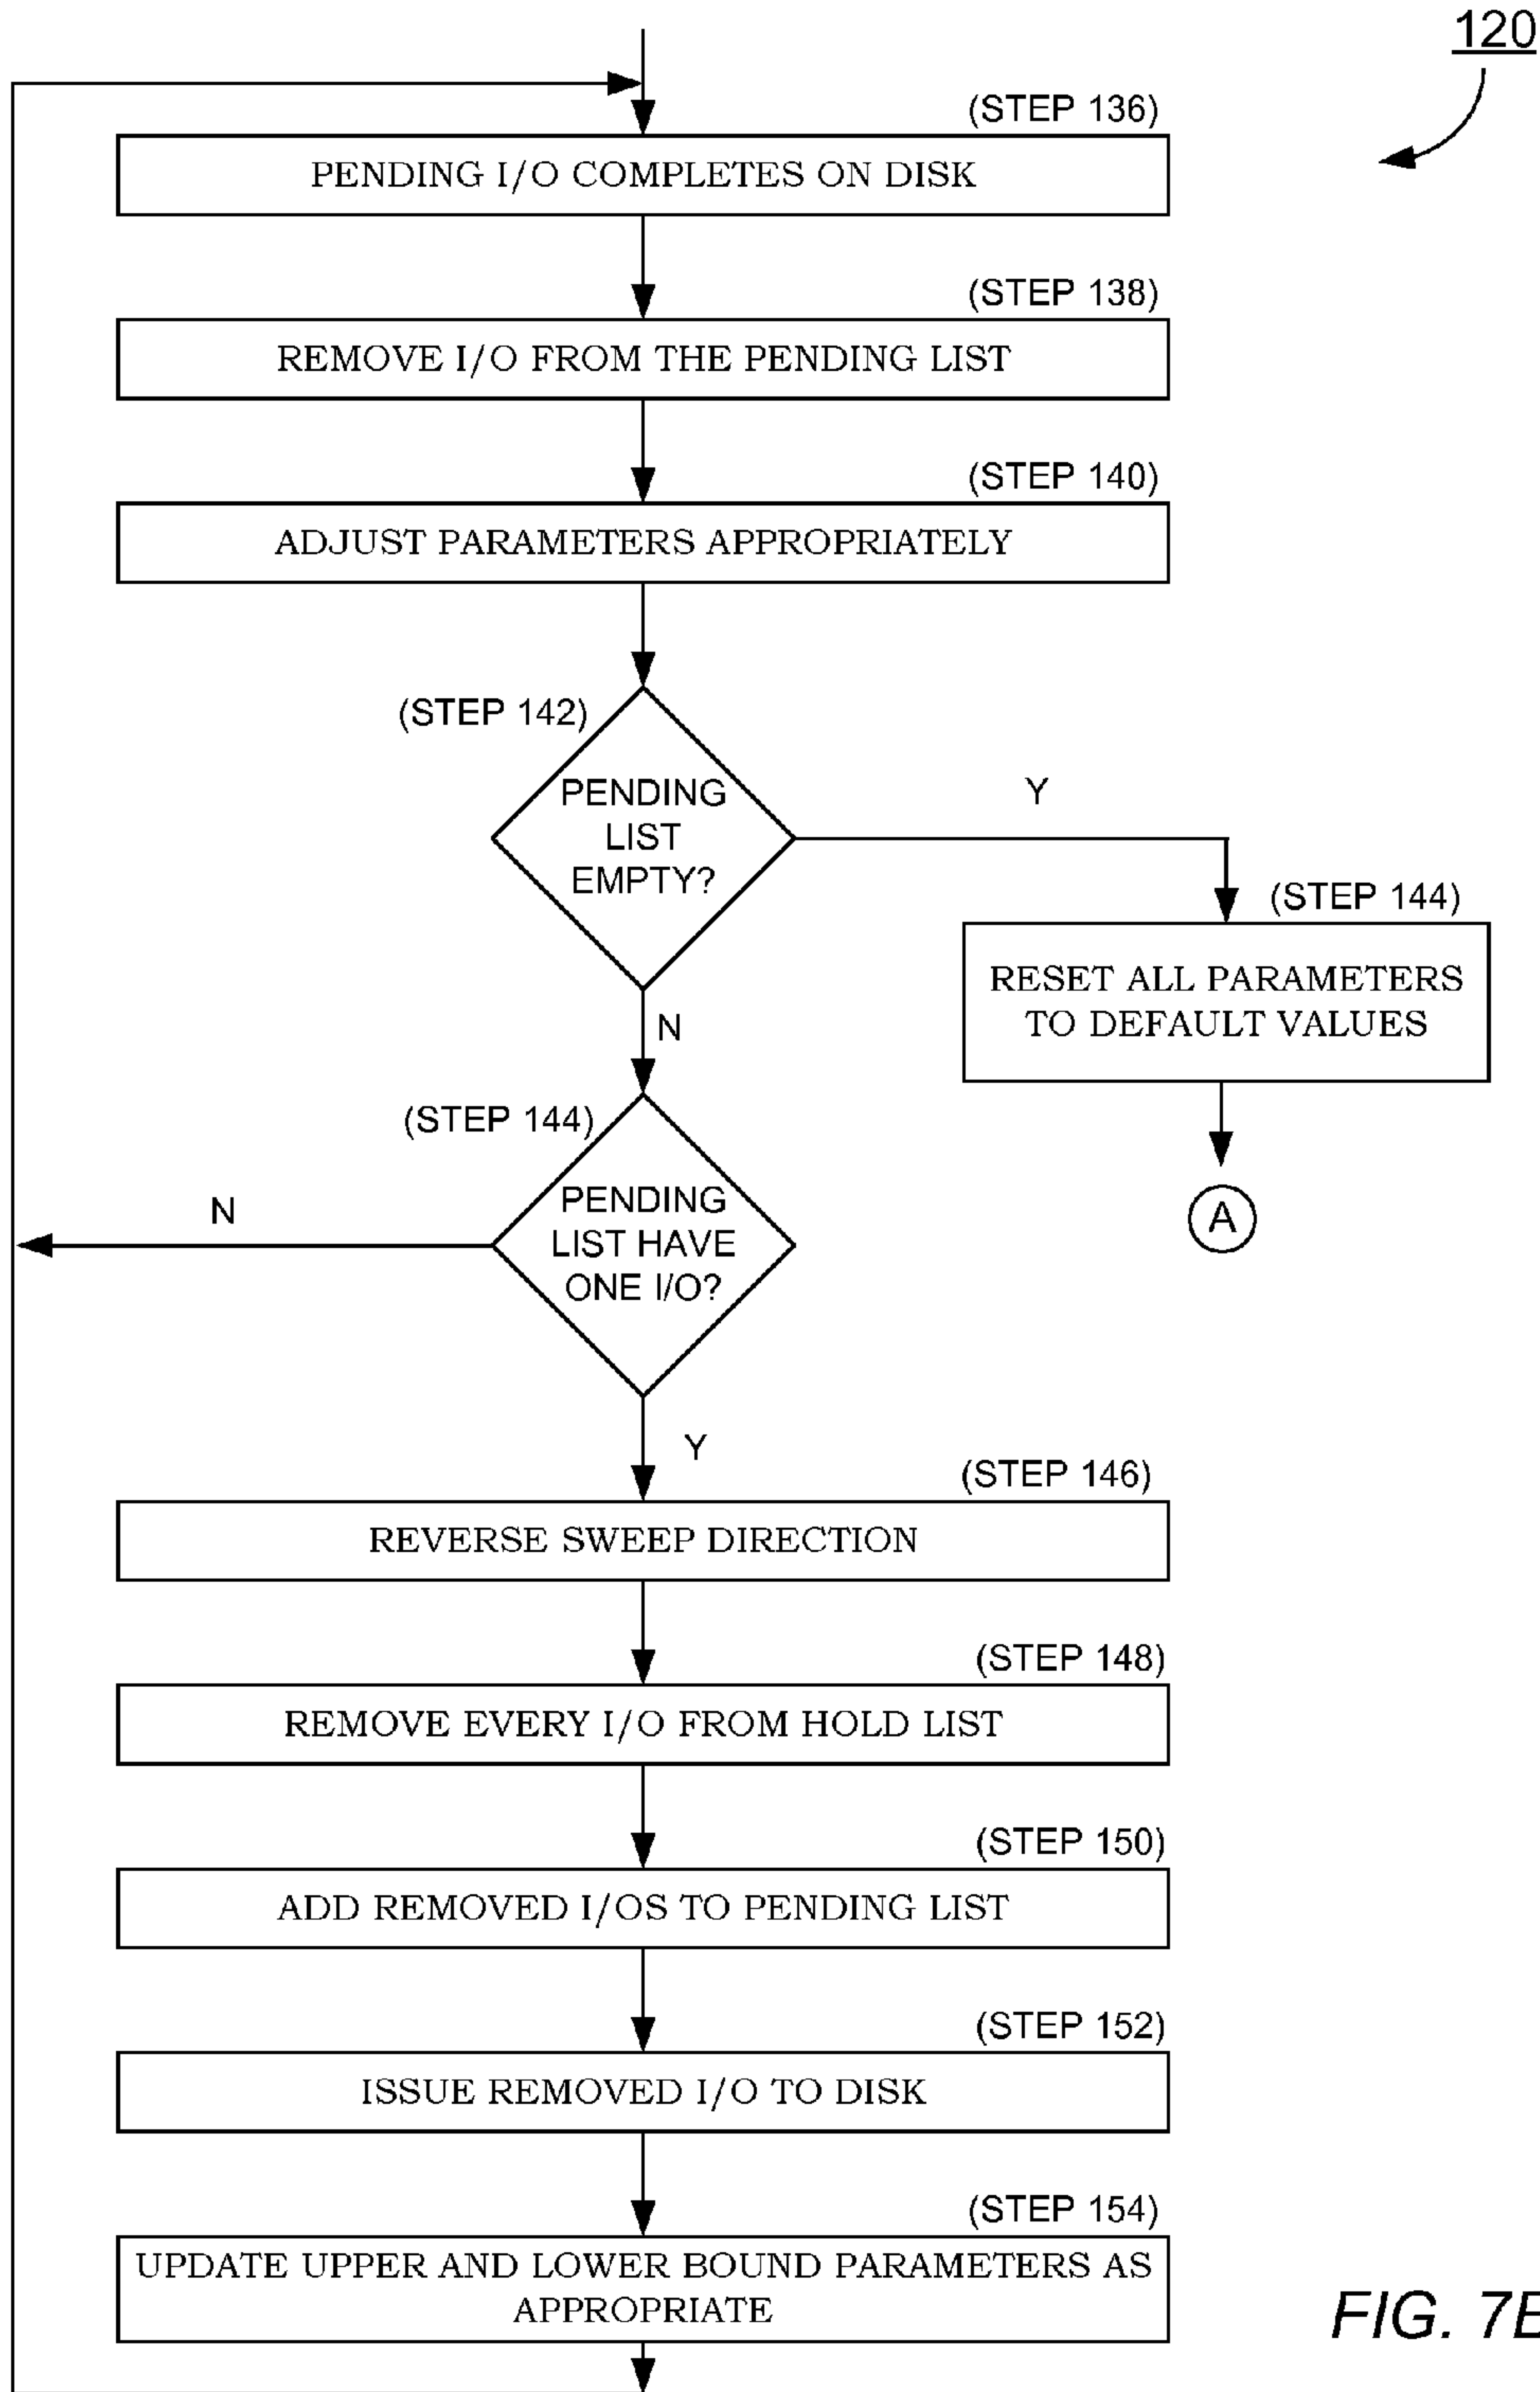 120
(STEP 136)
PENDING I/O COMPLETES ON DISK
(STEP 138)
REMOVE I/O FROM THE PENDING LIST
(STEP 140)
ADJUST PARAMETERS APPROPRIATELY
(STEP 142)
PENDING
LIST
EMPTY?
Y
(STEP 144)
RESET ALL PARAMETERS
TO DEFAULT VALUES
A
N
(STEP 144)
PENDING
LIST HAVE
ONE I/O?
N
Y
(STEP 146)
REVERSE SWEEP DIRECTION
(STEP 148)
REMOVE EVERY I/O FROM HOLD LIST
(STEP 150)
ADD REMOVED I/OS TO PENDING LIST
(STEP 152)
ISSUE REMOVED I/O TO DISK
(STEP 154)
UPDATE UPPER AND LOWER BOUND PARAMETERS AS
APPROPRIATE
FIG. 7B